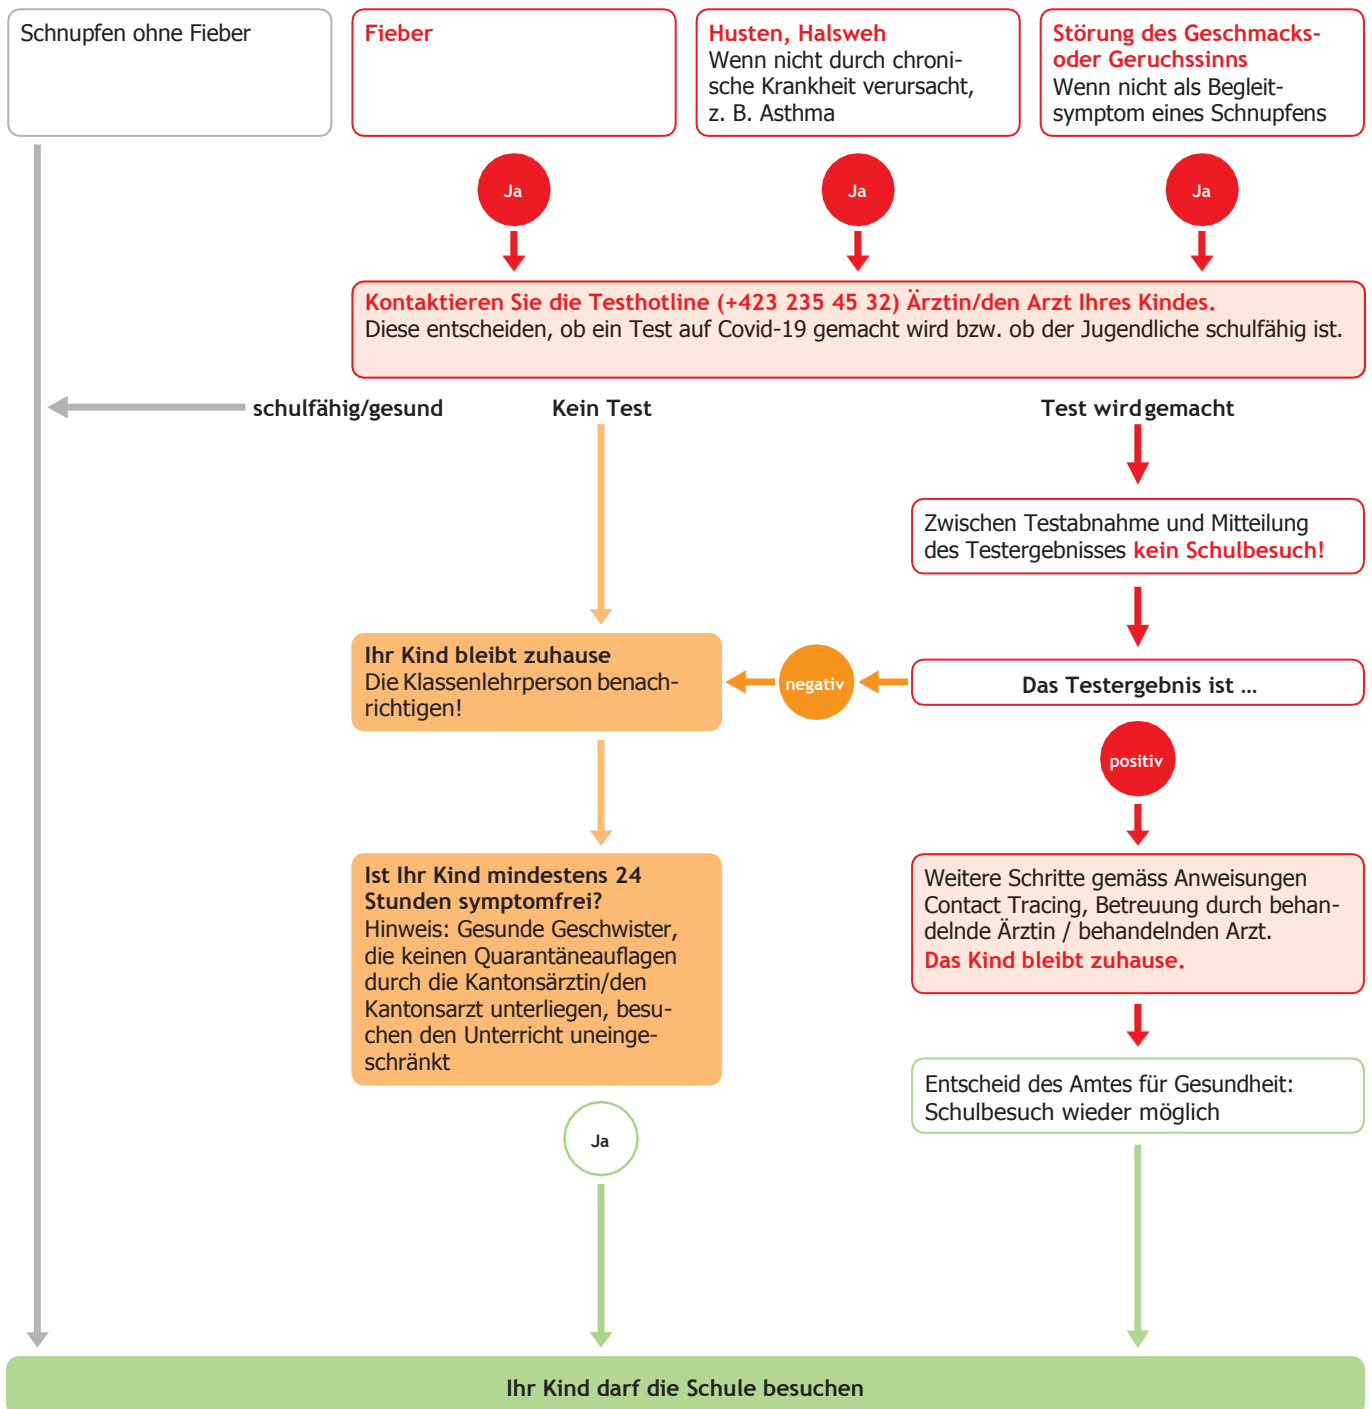 Schnupfen ohne Fieber
Fieber
Husten, Halsweh
Wenn nicht durch chroni-
sche Krankheit verursacht,
z. B. Asthma
Störung des Geschmacks-
oder Geruchssinns
Wenn nicht als Begleit-
symptom eines Schnupfens
Ja
Ja
Ja
Kontaktieren Sie die Testhotline (+423 235 45 32) Ärztin/den Arzt Ihres Kindes.
Diese entscheiden, ob ein Test auf Covid-19 gemacht wird bzw. ob der Jugendliche schulfähig ist.
schulfähig/gesund
Kein Test
Test wird gemacht
Zwischen Testabnahme und Mitteilung
des Testergebnisses kein Schulbesuch!
Ihr Kind bleibt zuhause
Die Klassenlehrperson benach-
richtigen!
negativ
Das Testergebnis ist …
positiv
Ist Ihr Kind mindestens 24
Stunden symptomfrei?
Hinweis: Gesunde Geschwister,
die keinen Quarantäneauflagen
durch die Kantonsärztin/den
Kantonsarzt unterliegen, besu-
chen den Unterricht uneinge-
schränkt
Weitere Schritte gemäss Anweisungen
Contact Tracing, Betreuung durch behan-
delnde Ärztin / behandelnden Arzt.
Das Kind bleibt zuhause.
Entscheid des Amtes für Gesundheit:
Schulbesuch wieder möglich
Ja
Ihr Kind darf die Schule besuchen